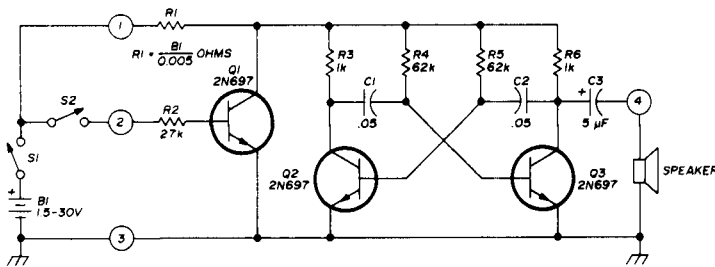 1
R1
R1 = B1/0.005 OHMS
Q1
2N697
R3
1k
R4
62k
R5
62k
R6
1k
C1
.05
C2
.05
C3
+
5 µF
4
S2
2
R2
27k
S1
+
B1
1.5-30V
Q2
2N697
Q3
2N697
SPEAKER
3